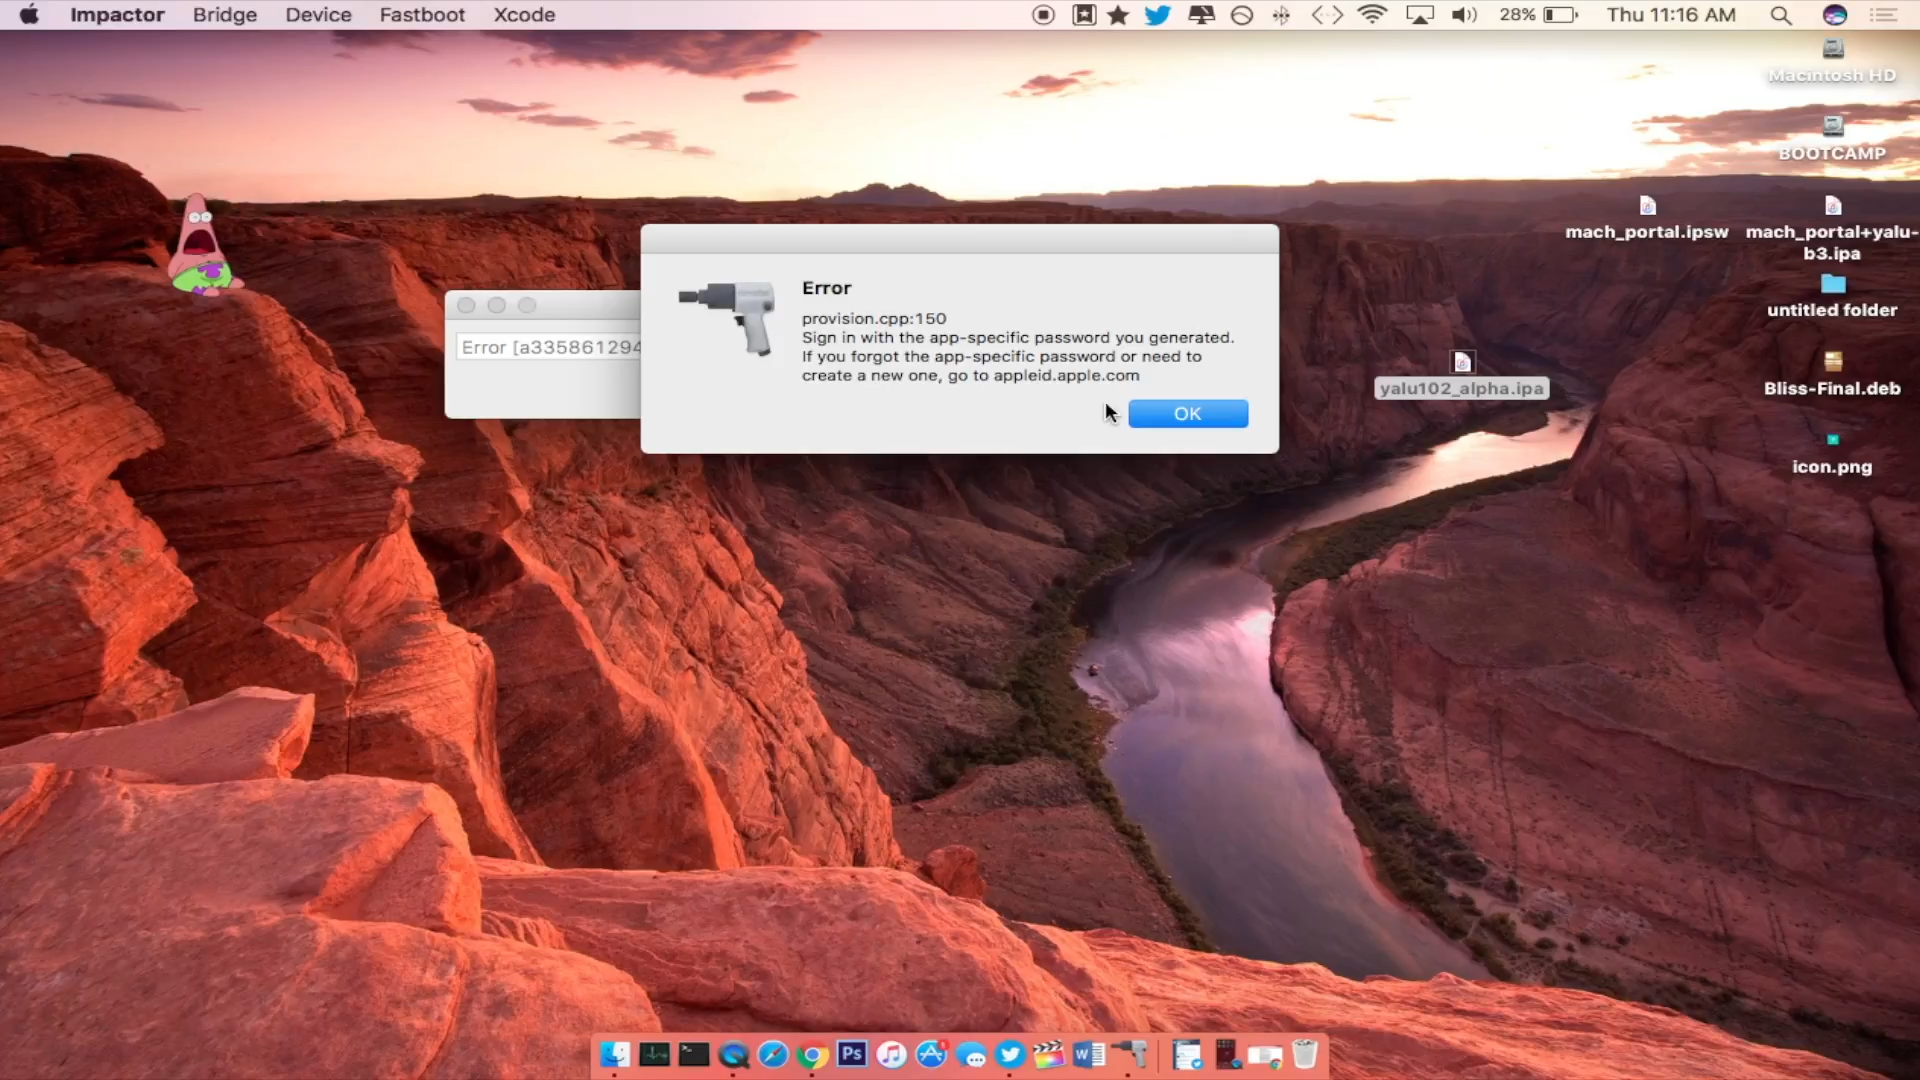 Impactor Bridge Device Fastboot Xcode
28% Thu 11:16 AM
Macintosh HD
BOOTCAMP
mach_portal.ipsw
mach_portal+yalu-
b3.ipa
untitled folder
yalu102_alpha.ipa
Bliss-Final.deb
icon.png
Error [a335861294
Error
provision.cpp:150
Sign in with the app-specific password you generated.
If you forgot the app-specific password or need to
create a new one, go to appleid.apple.com
OK
Ps
W